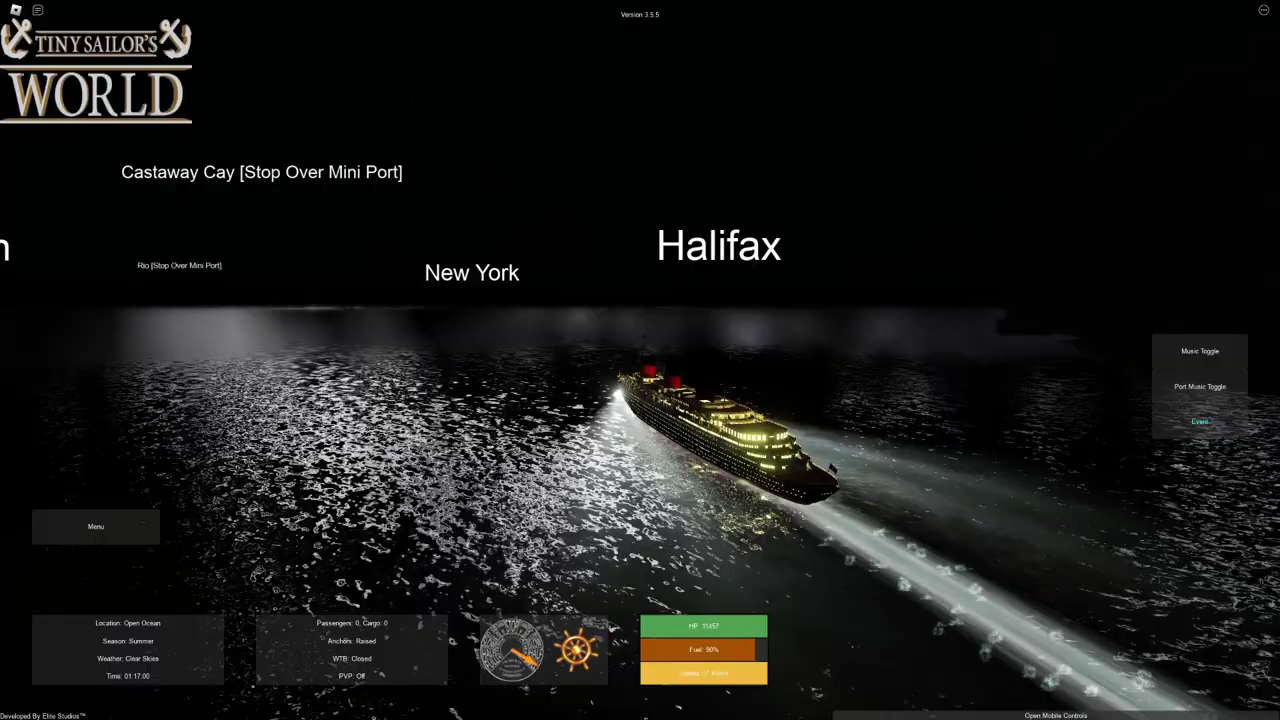 Version 3.5.5
TINY SAILOR'S
WORLD
Castaway Cay [Stop Over Mini Port]
Halifax
Rio [Stop Over Mini Port]
New York
Music Toggle
Port Music Toggle
Event
Menu
Location: Open Ocean
Season: Summer
Weather: Clear Skies
Time: 01:17:00
Passengers: 0, Cargo: 0
Anchors: Raised
WTB: Closed
PVP: Off
HP: 11457
Fuel: 90%
Developed By Elite Studios™
Open Mobile Controls